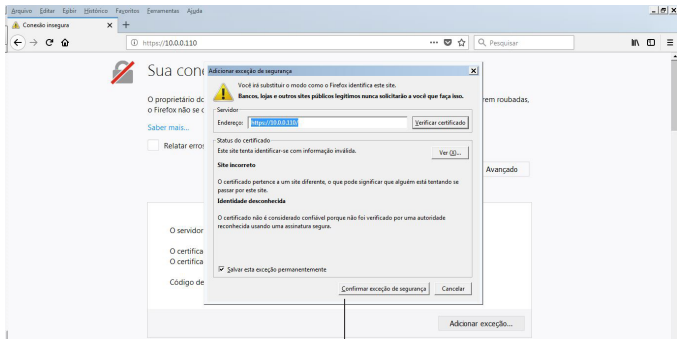 Arquivo Editar Exibir Histórico Favoritos Ferramentas Ajuda
Conexão insegura
https://10.0.0.110
Pesquisar
Sua con
O proprietário do
o Firefox não se c
rem roubadas,
Saber mais...
Relatar erros
Avançado
O servidor
O certifica
O certifica
Código de
Adicionar exceção...
Adicionar exceção de segurança
Você irá substituir o modo como o Firefox identifica este site.
Bancos, lojas e outros sites públicos legítimos nunca solicitarão a você que faça isso.
Servidor
Endereço: https://10.0.0.110/ Verificar certificado
Status do certificado
Este site tenta identificar-se com informação inválida. Ver (X)...
Site incorreto
O certificado pertence a um site diferente, o que pode significar que alguém está tentando se
passar por este site.
Identidade desconhecida
O certificado não é considerado confiável porque não foi verificado por uma autoridade
reconhecida usando uma assinatura segura.
Salvar esta exceção permanentemente
Confirmar exceção de segurança Cancelar